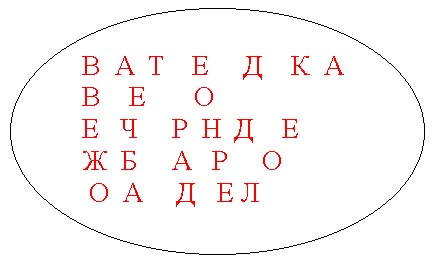 В А Т Е Д К А
В Е О
Е Ч Р Н Д Е
Ж Б А Р О
О А Д Е Л